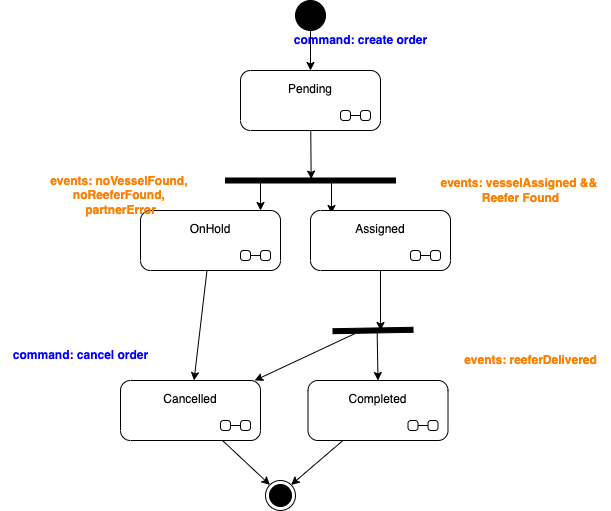 command: create order
Pending
events: noVesselFound,
noReeferFound,
partnerError
events: vesselAssigned &&
Reefer Found
OnHold
Assigned
command: cancel order
events: reeferDelivered
Cancelled
Completed